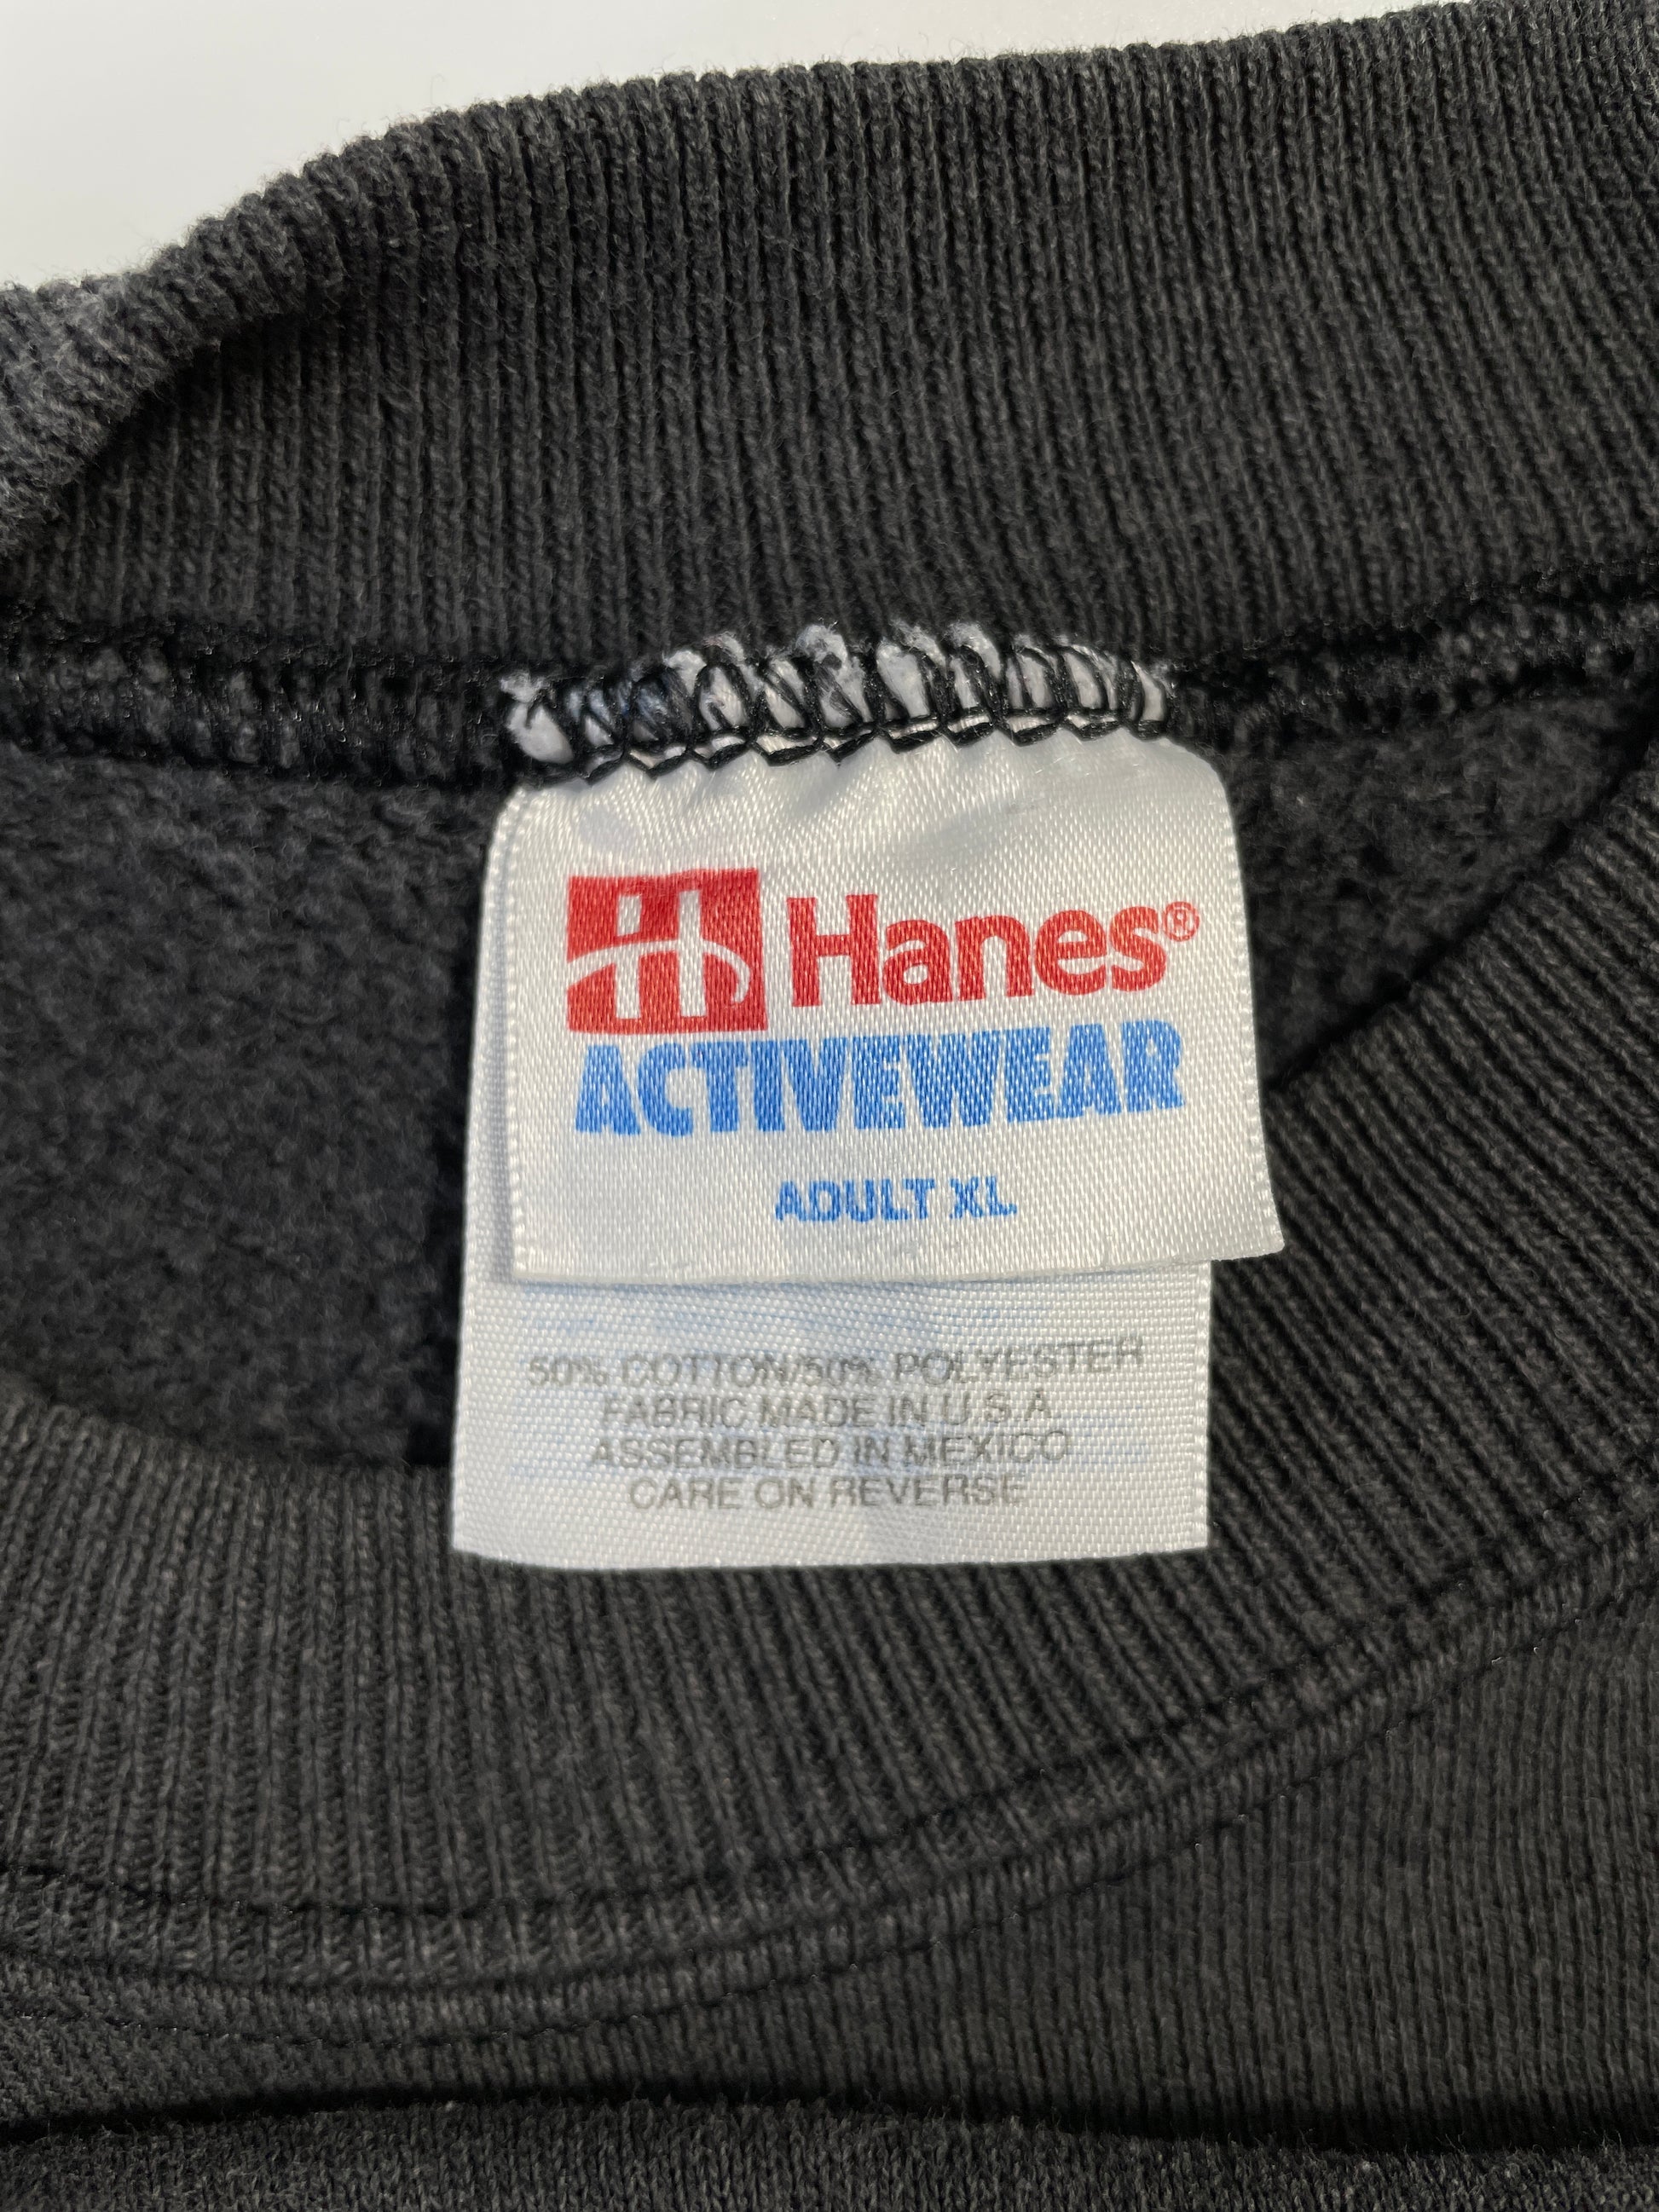 Hanes®
ACTIVEWEAR
ADULT XL
50% COTTON/50% POLYESTER
FABRIC MADE IN U.S.A.
ASSEMBLED IN MEXICO
CARE ON REVERSE